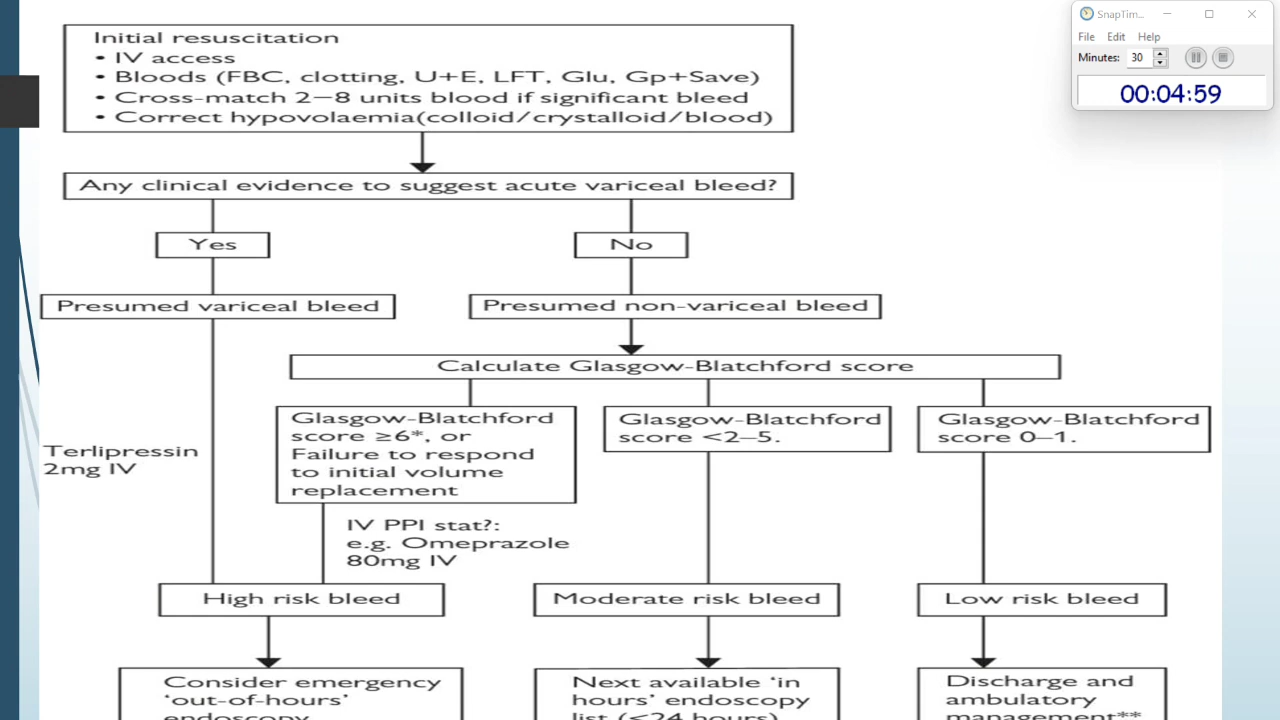 Initial resuscitation
• IV access
• Bloods (FBC, clotting, U+E, LFT, Glu, Gp+Save)
• Cross-match 2–8 units blood if significant bleed
• Correct hypovolaemia(colloid/crystalloid/blood)
Any clinical evidence to suggest acute variceal bleed?
Yes
No
Presumed variceal bleed
Presumed non-variceal bleed
Calculate Glasgow-Blatchford score
Glasgow-Blatchford
score ≥6*, or
Failure to respond
to initial volume
replacement
Glasgow-Blatchford
score <2–5.
Glasgow-Blatchford
score 0–1.
Terlipressin
2mg IV
IV PPI stat?:
e.g. Omeprazole
80mg IV
High risk bleed
Moderate risk bleed
Low risk bleed
Consider emergency
‘out-of-hours’
endoscopy
Next available ‘in
hours’ endoscopy
list (≤24 hours)
Discharge and
ambulatory
management**
SnapTim...
File Edit Help
Minutes: 30
00:04:59